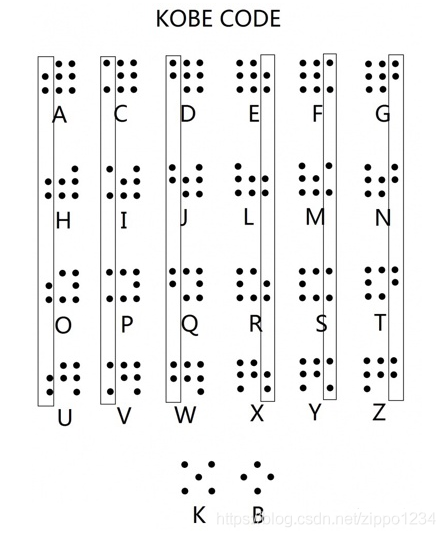 KOBE CODE
A C D E F G
H I J L M N
O P Q R S T
U V W X Y Z
K B
https://blog.csdn.net/zippo1234